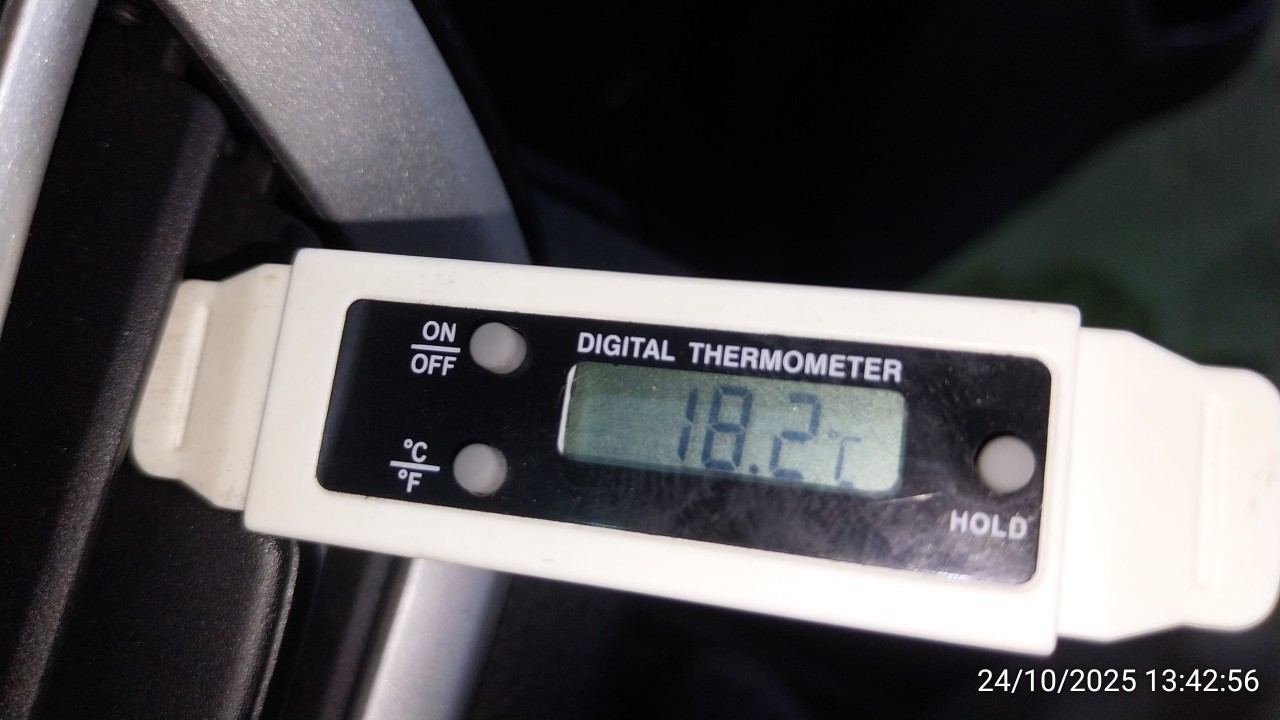 ON
OFF
DIGITAL THERMOMETER
18.2°C
°C
°F
HOLD
24/10/2025 13:42:56